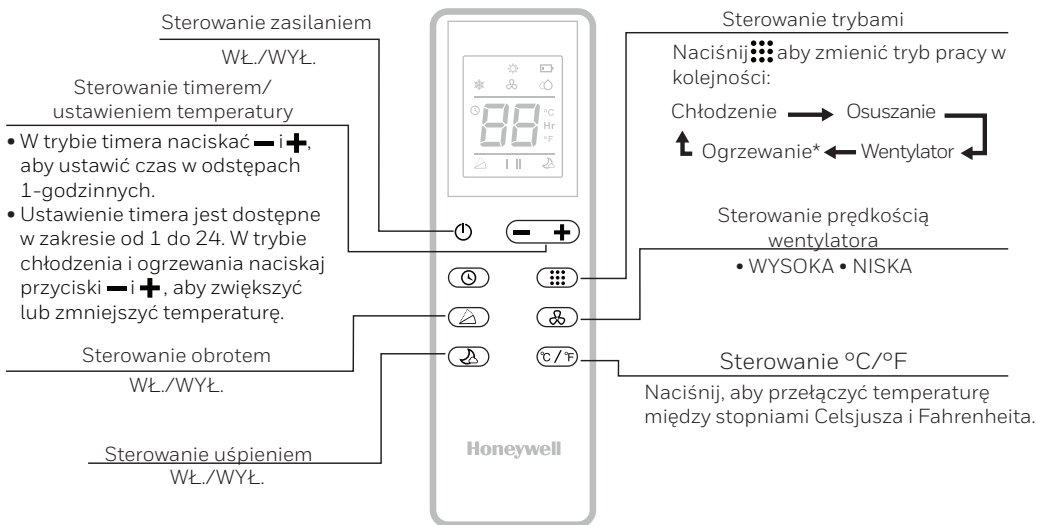 Sterowanie zasilaniem
WŁ./WYŁ.
Sterowanie timerem/
ustawieniem temperatury
• W trybie timera naciskać − i +,
aby ustawić czas w odstępach
1-godzinnych.
• Ustawienie timera jest dostępne
w zakresie od 1 do 24. W trybie
chłodzenia i ogrzewania naciskaj
przyciski − i +, aby zwiększyć
lub zmniejszyć temperaturę.
Sterowanie obrotem
WŁ./WYŁ.
Sterowanie uśpieniem
WŁ./WYŁ.
88
°C
Hr
°F
I II
− +
°C/°F
Honeywell
Sterowanie trybami
Naciśnij aby zmienić tryb pracy w
kolejności:
Chłodzenie → Osuszanie
Ogrzewanie* ← Wentylator
Sterowanie prędkością
wentylatora
• WYSOKA • NISKA
Sterowanie °C/°F
Naciśnij, aby przełączyć temperaturę
między stopniami Celsjusza i Fahrenheita.